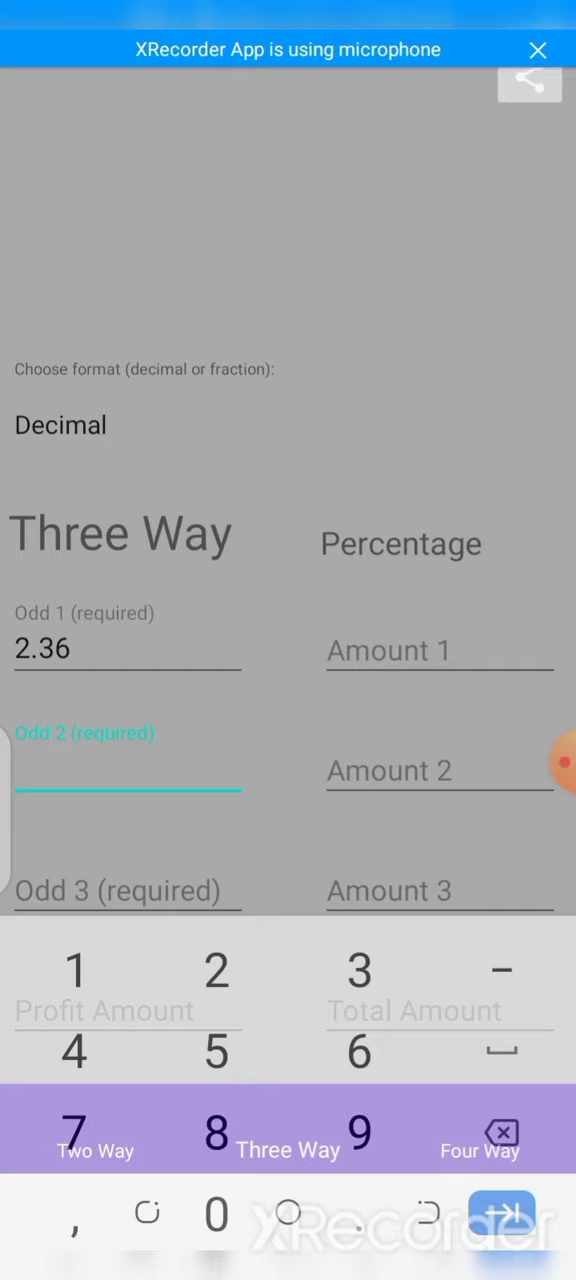 XRecorder App is using microphone
Choose format (decimal or fraction):
Decimal
Three Way
Percentage
Odd 1 (required)
2.36
Amount 1
Odd 2 (required)
Amount 2
Odd 3 (required)
Amount 3
1 2 3 -
Profit Amount
Total Amount
4 5 6
7 8 9
Two Way
Three Way
Four Way
, 0 .
XRecorder